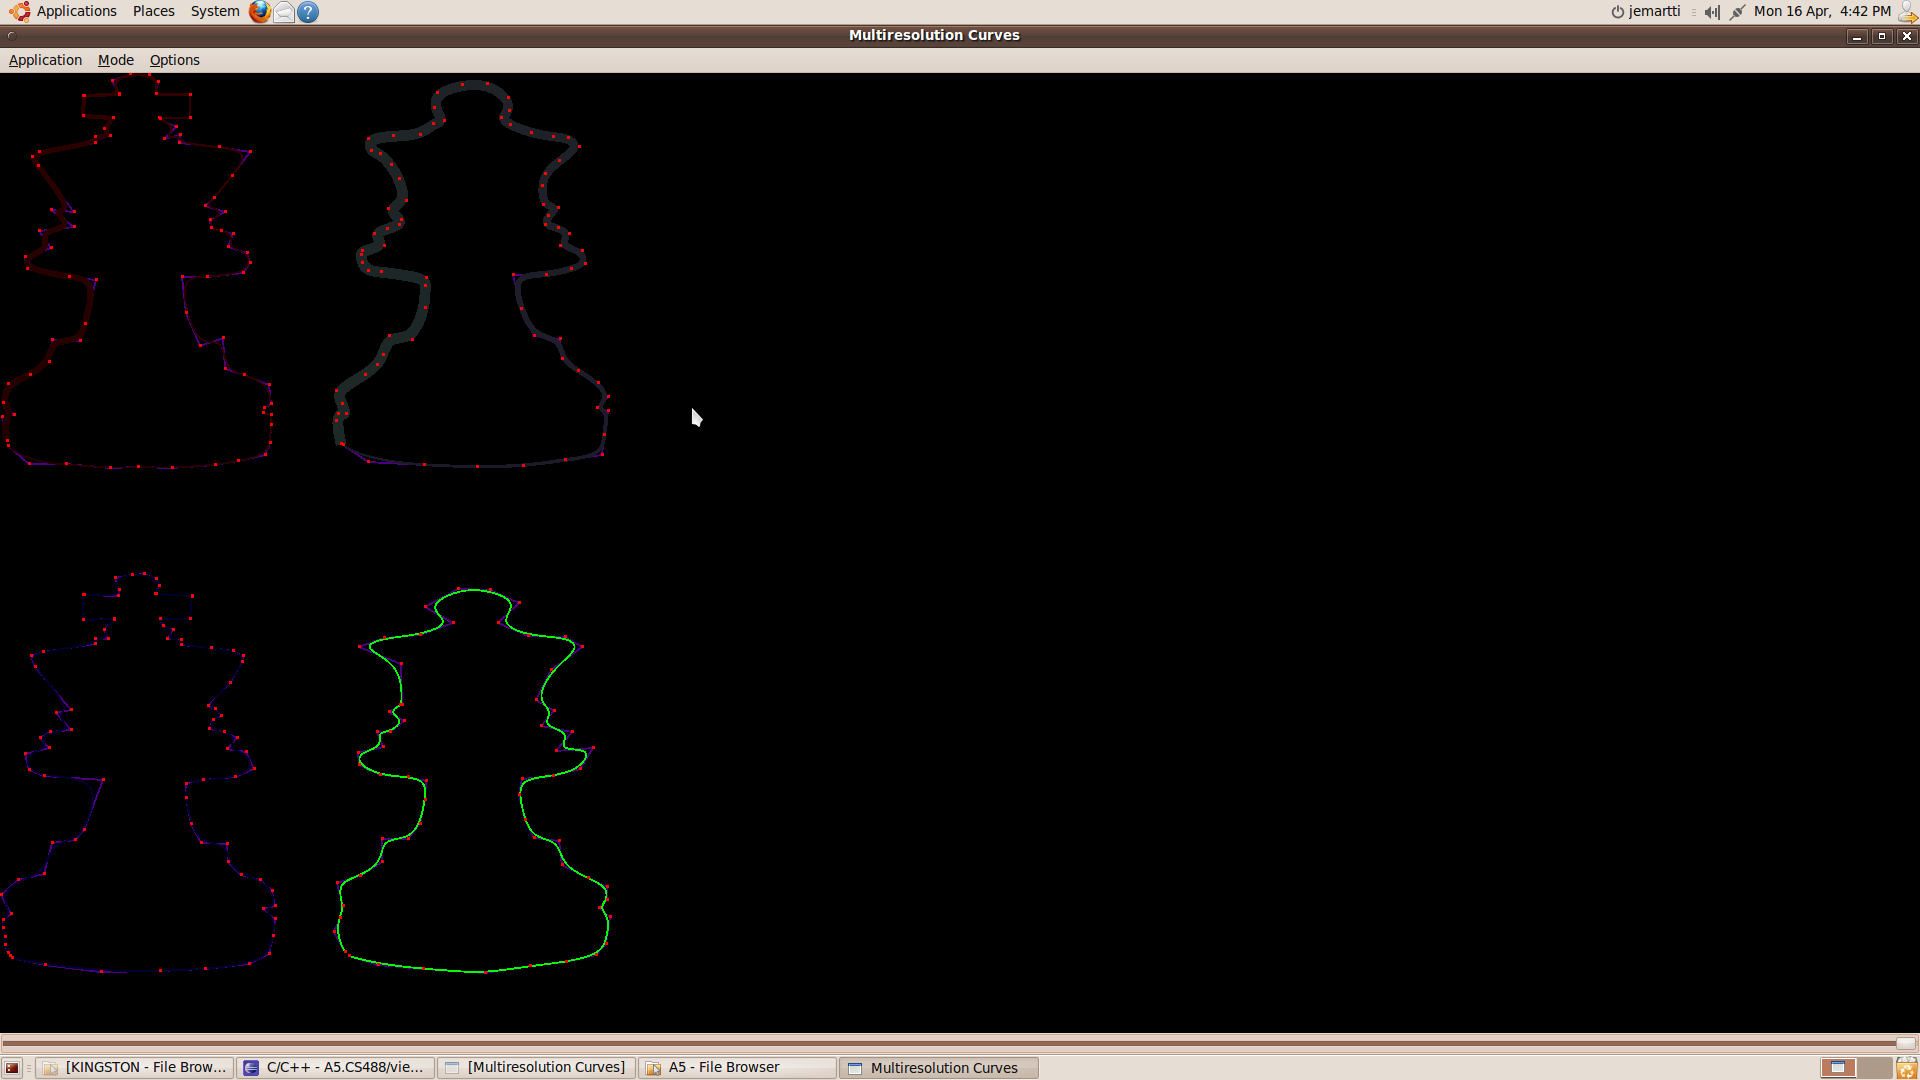 Applications Places System jemartti Mon 16 Apr, 4:42 PM
Multiresolution Curves
Application Mode Options
[KINGSTON - File Brow... C/C++ - A5.CS488/vie... [Multiresolution Curves] A5 - File Browser Multiresolution Curves